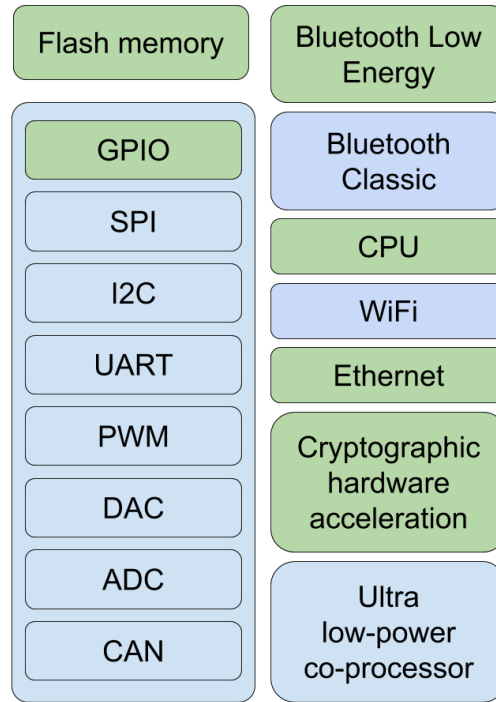 Flash memory
GPIO
SPI
I2C
UART
PWM
DAC
ADC
CAN
Bluetooth Low
Energy
Bluetooth
Classic
CPU
WiFi
Ethernet
Cryptographic
hardware
acceleration
Ultra
low-power
co-processor